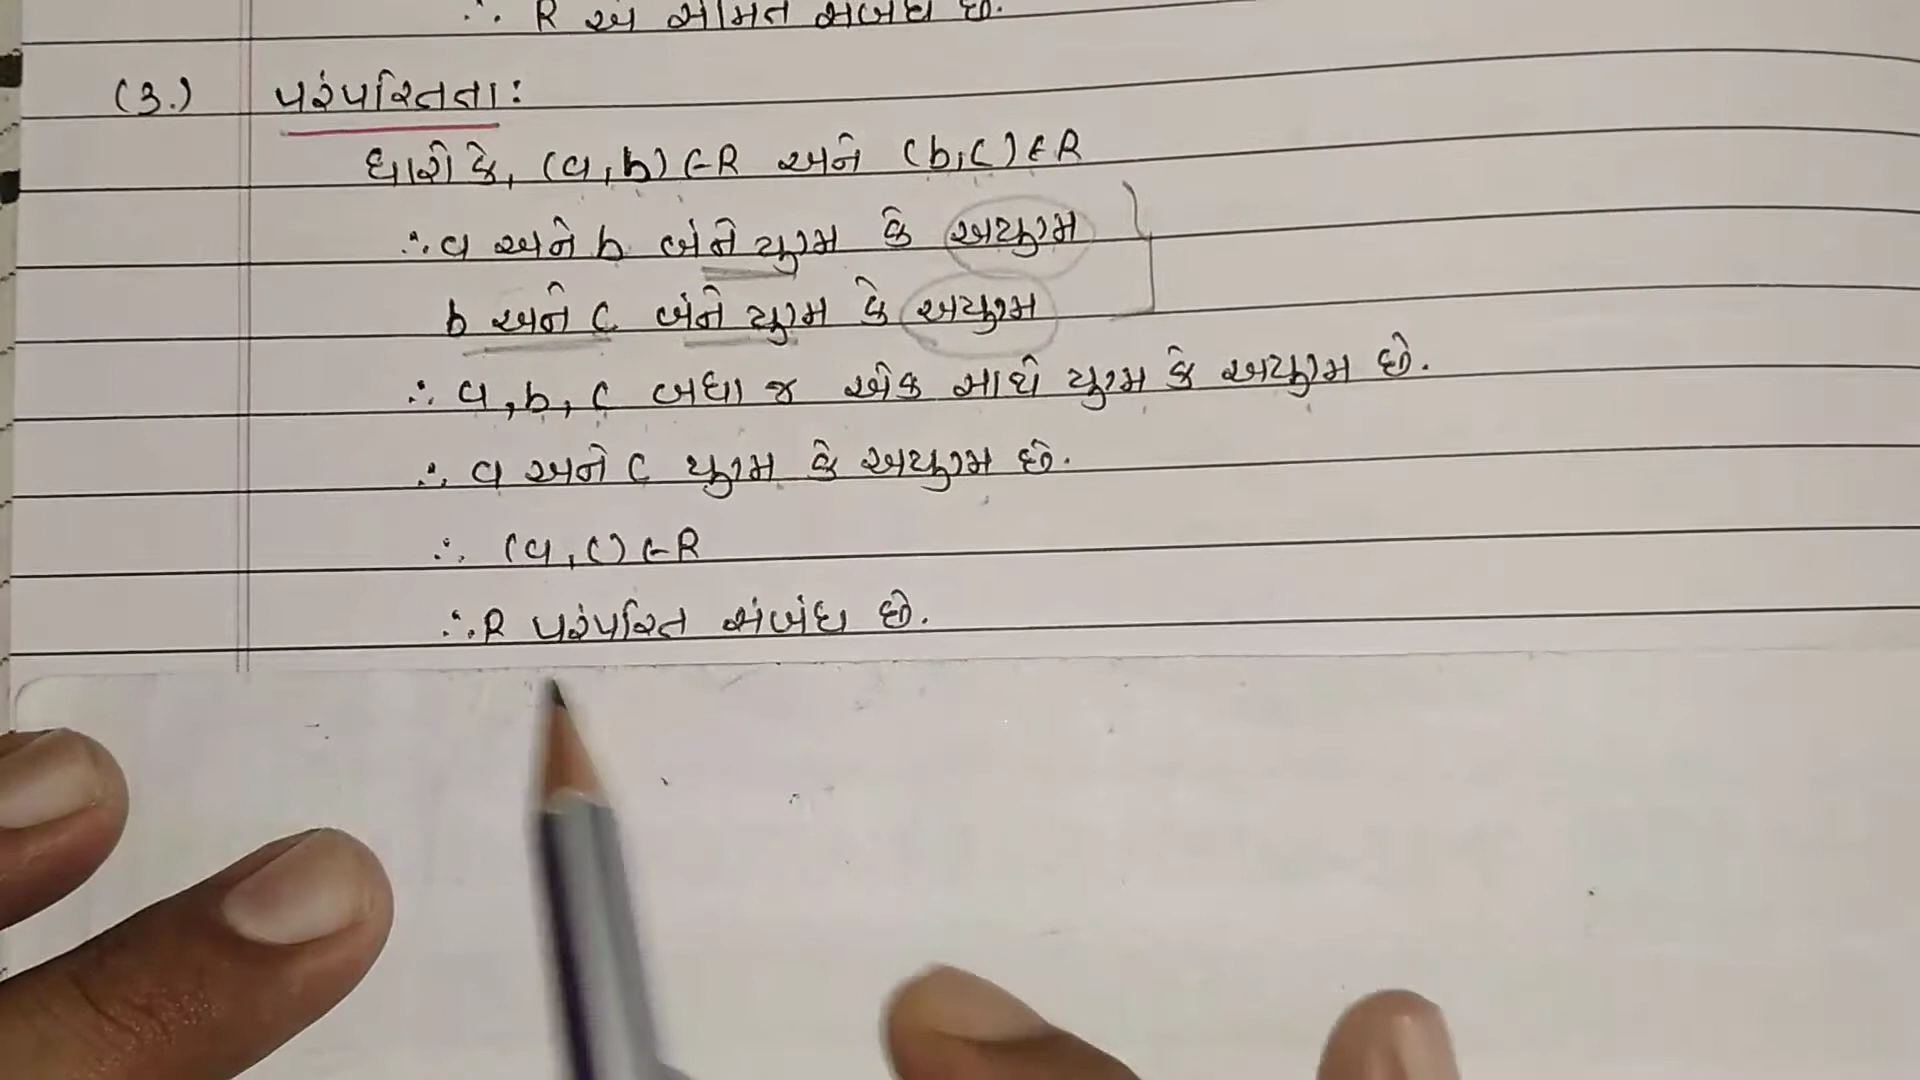 ∴ R એ સંમિત સંબંધ છે.
(3.) પરંપરિતતા:
ધારો કે, (a,b)∈R અને (b,c)∈R
∴ a અને b બંને યુગ્મ કે અયુગ્મ
b અને c બંને યુગ્મ કે અયુગ્મ
∴ a,b,c બધા જ એક સાથે યુગ્મ કે અયુગ્મ છે.
∴ a અને c યુગ્મ કે અયુગ્મ છે.
∴ (a,c)∈R
∴ R પરંપરિત સંબંધ છે.